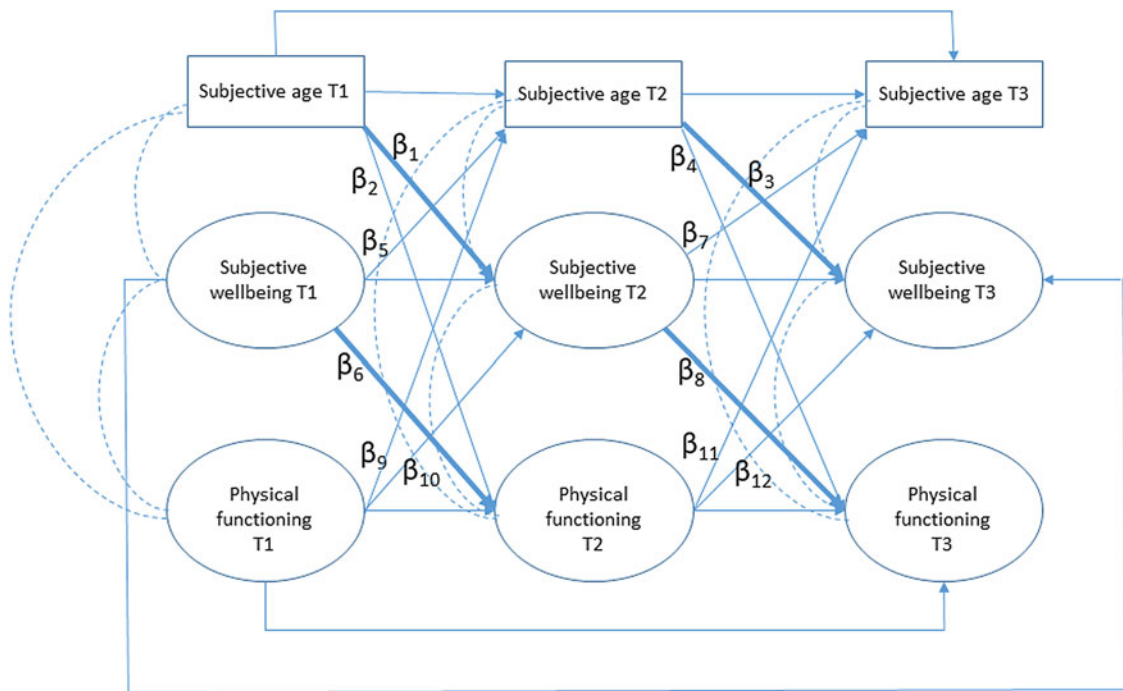 Subjective age T1
Subjective age T2
Subjective age T3
β₁
β₂
β₄
β₃
β₅
β₇
Subjective
wellbeing T1
Subjective
wellbeing T2
Subjective
wellbeing T3
β₆
β₈
β₉
β₁₀
β₁₁
β₁₂
Physical
functioning
T1
Physical
functioning
T2
Physical
functioning
T3